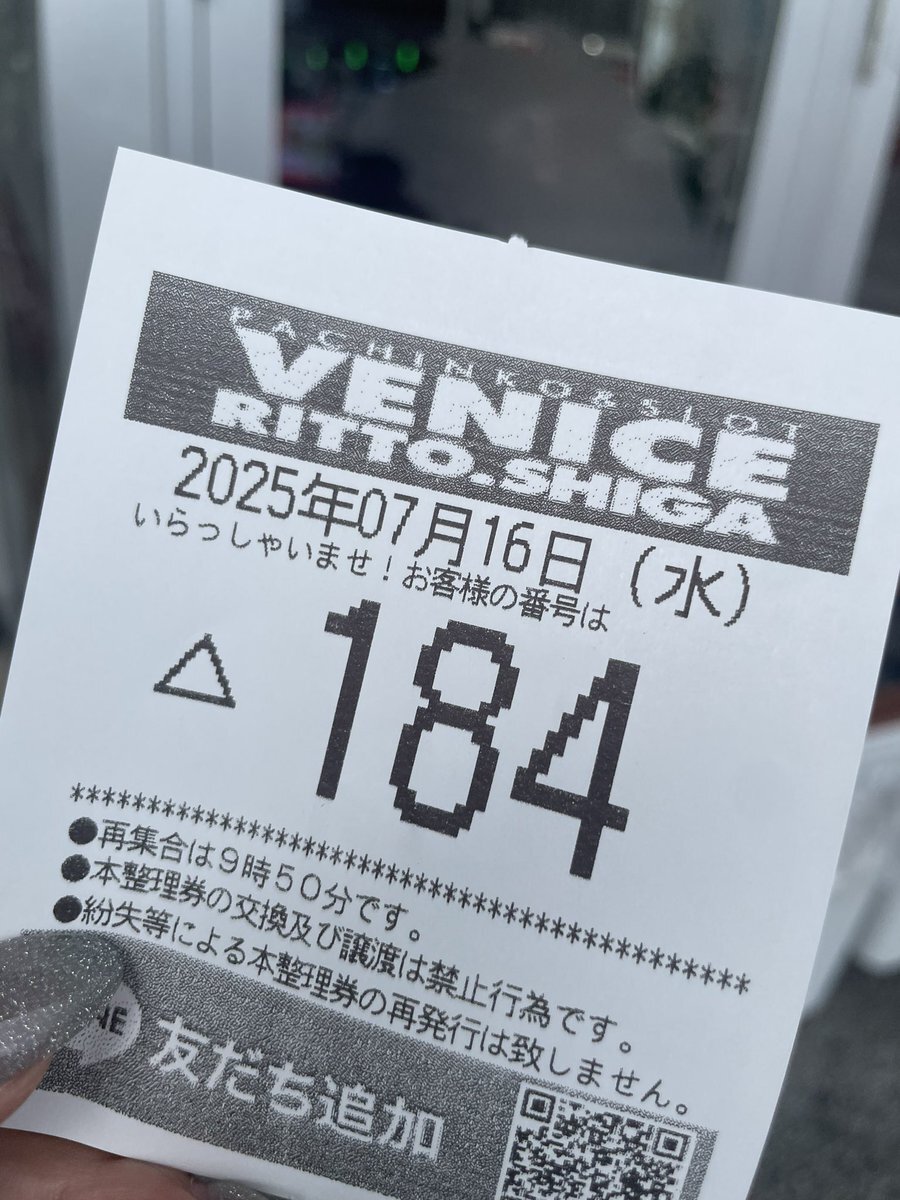 PACHINKO&SLOT
VENICE
RITTO.SHIGA
2025年07月16日 (水)
いらっしゃいませ！お客様の番号は
△ 184
********************************************
●再集合は９時５０分です。
●本整理券の交換及び譲渡は禁止行為です。
●紛失等による本整理券の再発行は致しません。
友だち追加